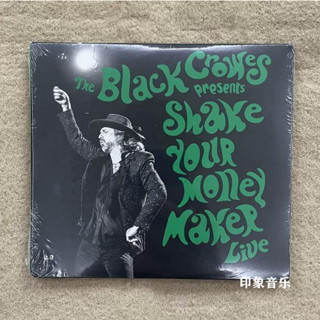 The Black Crowes
presents
Shake
Your
Money
Maker
Live
印象音乐